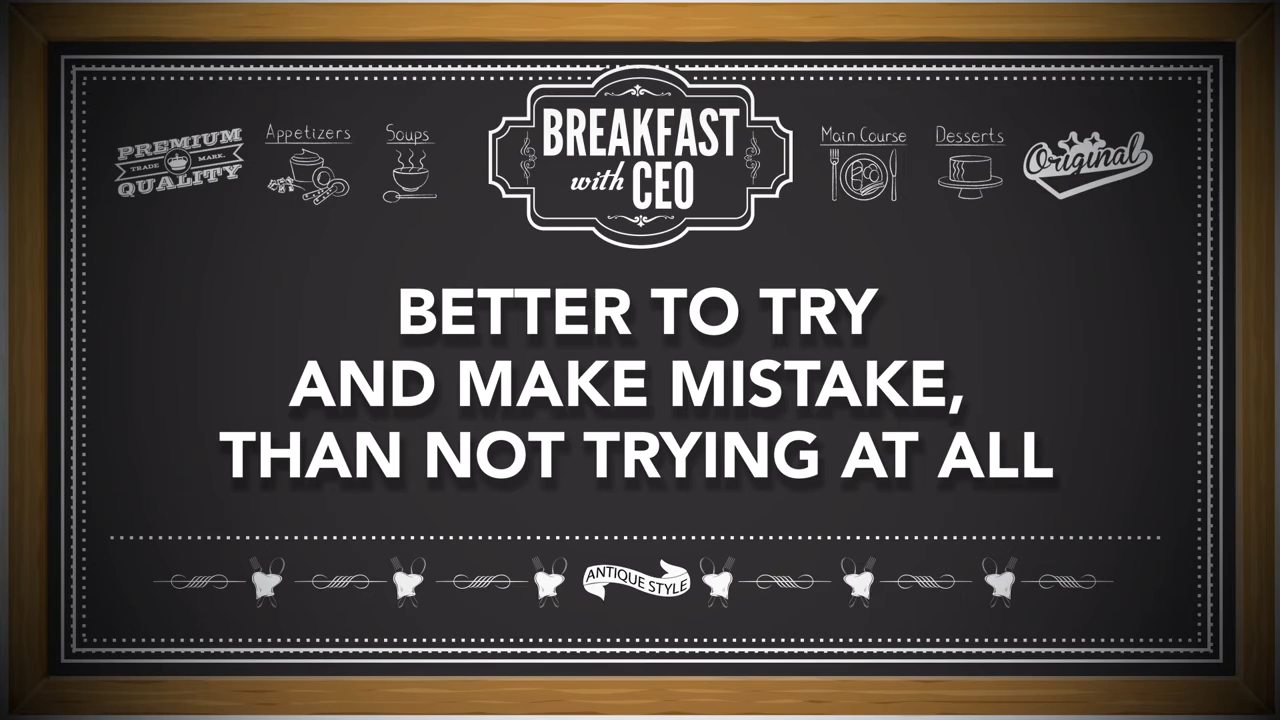 PREMIUM
TRADE MARK.
QUALITY
Appetizers
Soups
BREAKFAST
with CEO
Main Course
Desserts
Original
BETTER TO TRY
AND MAKE MISTAKE,
THAN NOT TRYING AT ALL
ANTIQUE STYLE